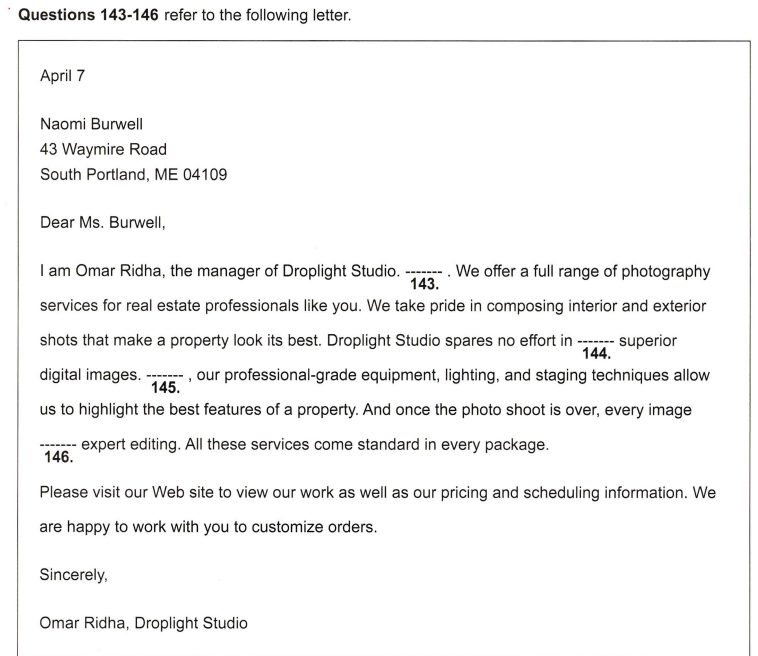 Questions 143-146 refer to the following letter.
April 7
Naomi Burwell
43 Waymire Road
South Portland, ME 04109
Dear Ms. Burwell,
I am Omar Ridha, the manager of Droplight Studio. ------- . We offer a full range of photography
143.
services for real estate professionals like you. We take pride in composing interior and exterior
shots that make a property look its best. Droplight Studio spares no effort in ------- superior
144.
digital images. ------- , our professional-grade equipment, lighting, and staging techniques allow
145.
us to highlight the best features of a property. And once the photo shoot is over, every image
------- expert editing. All these services come standard in every package.
146.
Please visit our Web site to view our work as well as our pricing and scheduling information. We
are happy to work with you to customize orders.
Sincerely,
Omar Ridha, Droplight Studio